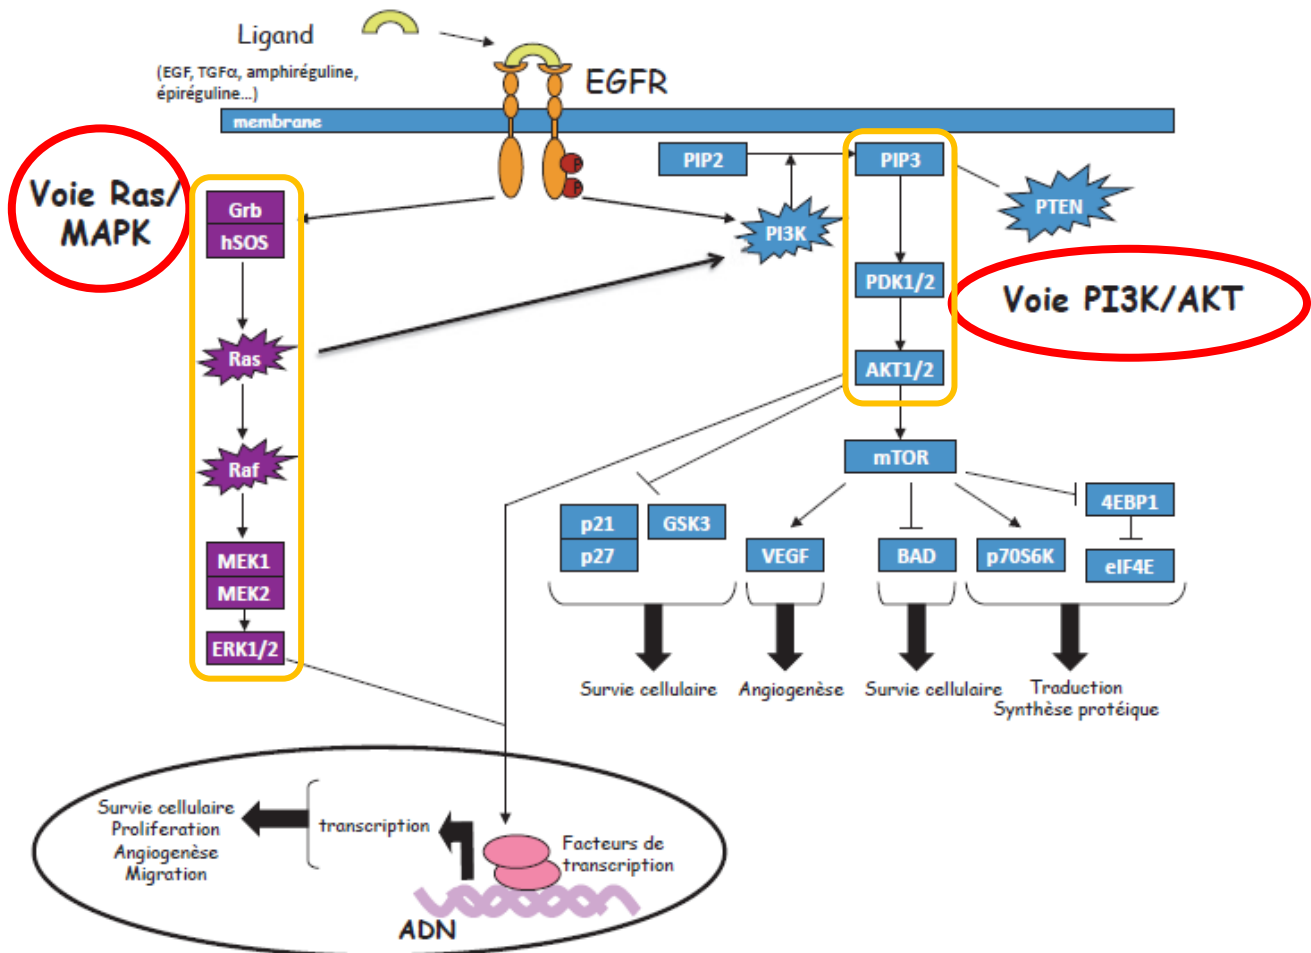 Ligand
(EGF, TGFα, amphiréguline,
épiréguline...)
EGFR
membrane
Voie Ras/
MAPK
Grb
hSOS
Ras
Raf
MEK1
MEK2
ERK1/2
P
P
PIP2
PIP3
PI3K
PTEN
PDK1/2
Voie PI3K/AKT
AKT1/2
mTOR
p21
p27
GSK3
VEGF
BAD
p70S6K
4EBP1
eIF4E
Survie cellulaire
Angiogenèse
Survie cellulaire
Traduction
Synthèse protéique
Survie cellulaire
Proliferation
Angiogenèse
Migration
transcription
Facteurs de
transcription
ADN